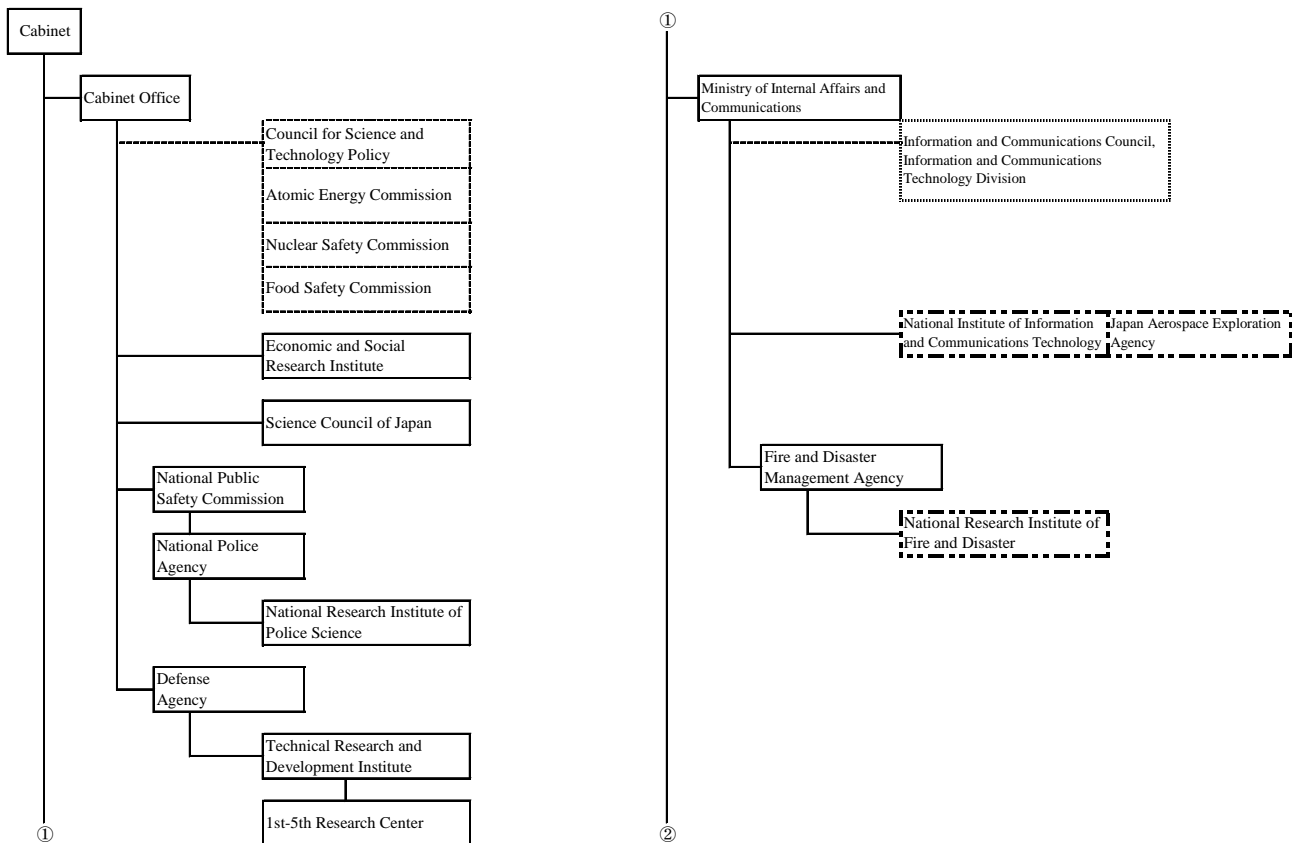 Cabinet
Cabinet Office
Council for Science and
Technology Policy
Atomic Energy Commission
Nuclear Safety Commission
Food Safety Commission
Economic and Social
Research Institute
Science Council of Japan
National Public
Safety Commission
National Police
Agency
National Research Institute of
Police Science
Defense
Agency
Technical Research and
Development Institute
1st-5th Research Center
①
①
Ministry of Internal Affairs and
Communications
Information and Communications Council,
Information and Communications
Technology Division
National Institute of Information
and Communications Technology
Japan Aerospace Exploration
Agency
Fire and Disaster
Management Agency
National Research Institute of
Fire and Disaster
②